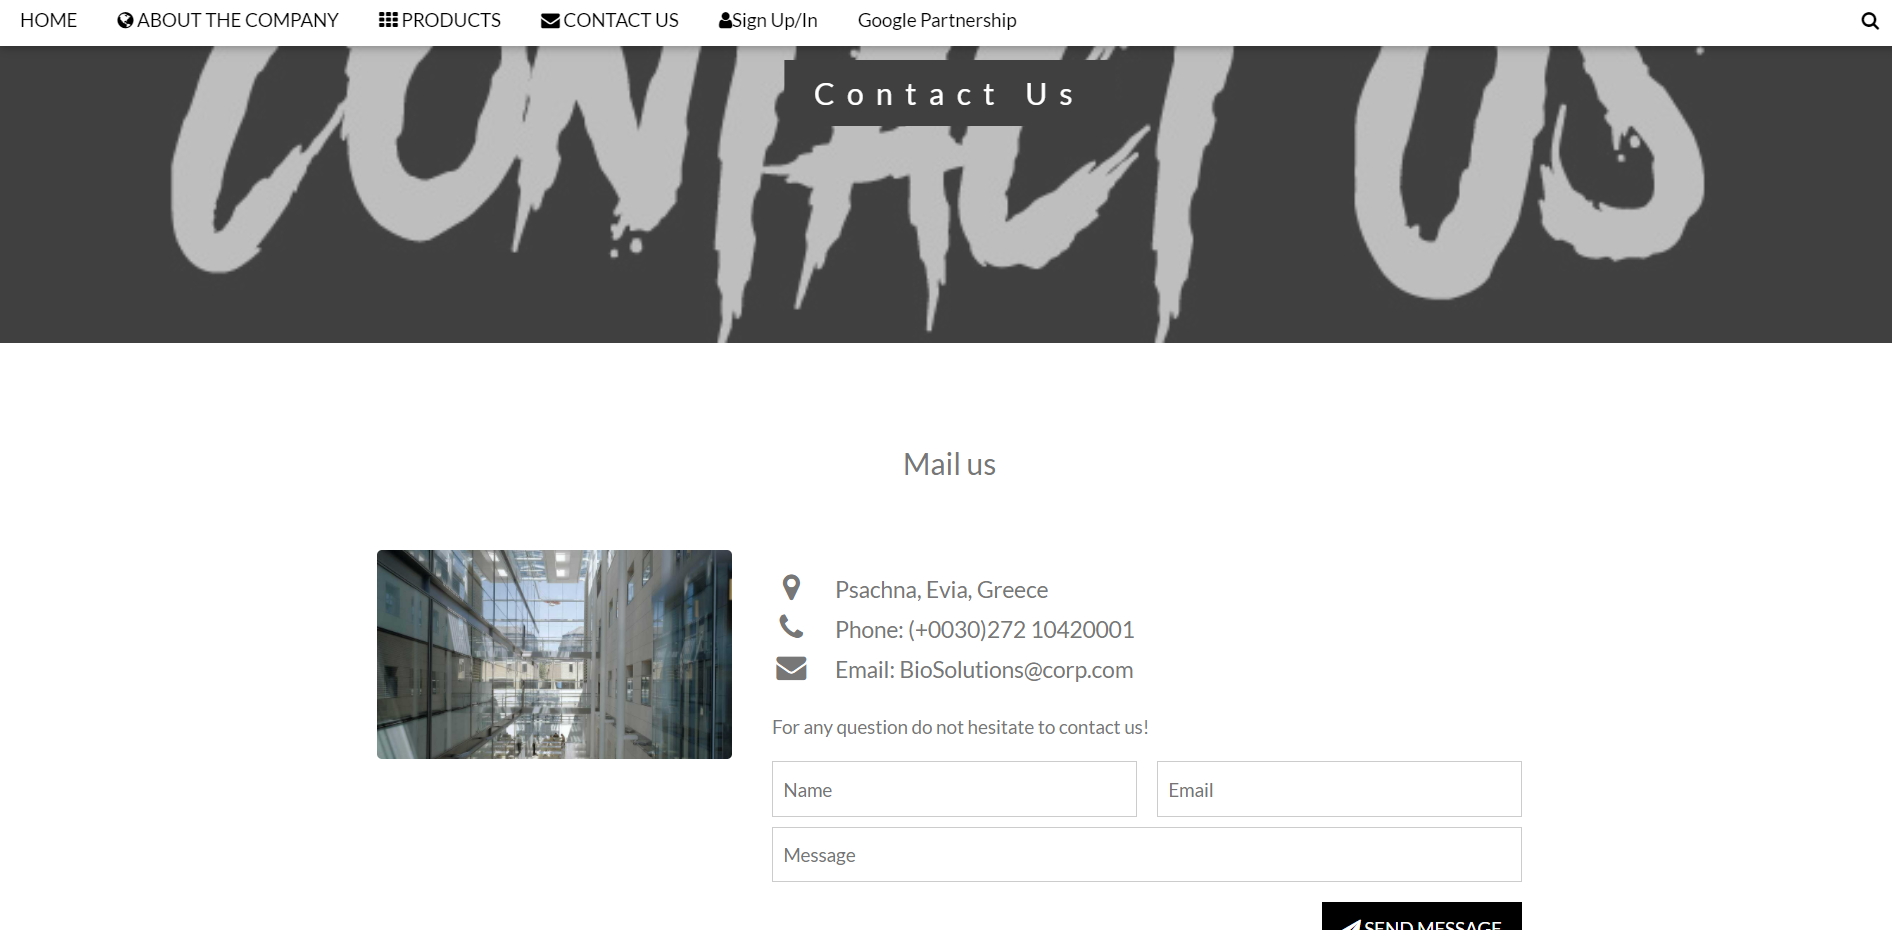 HOME ABOUT THE COMPANY PRODUCTS CONTACT US Sign Up/In Google Partnership
CONTACT US
Contact Us
Mail us
Psachna, Evia, Greece
Phone: (+0030)272 10420001
Email: BioSolutions@corp.com
For any question do not hesitate to contact us!
Name Email
Message
SEND MESSAGE